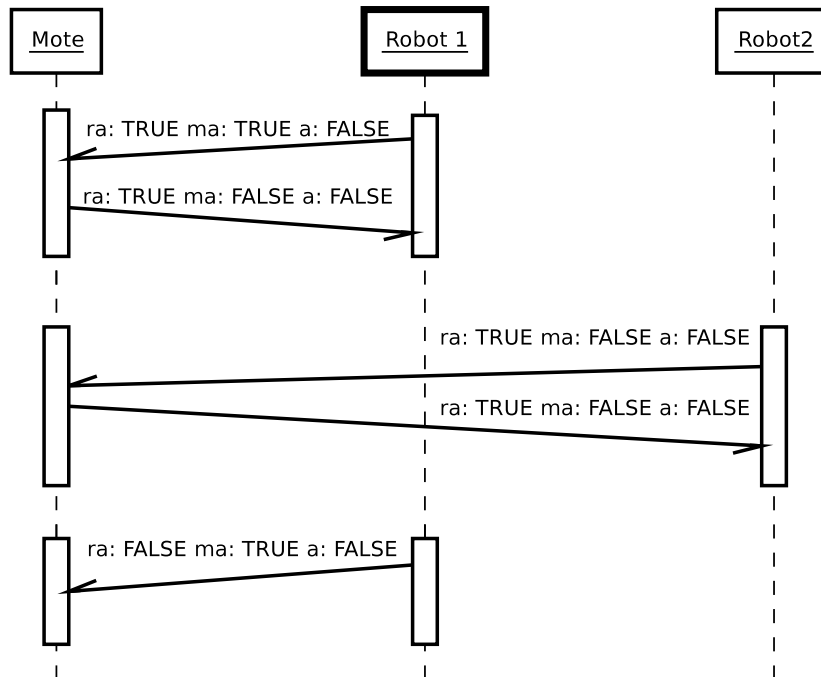 Mote
Robot 1
Robot2
ra: TRUE ma: TRUE a: FALSE
ra: TRUE ma: FALSE a: FALSE
ra: TRUE ma: FALSE a: FALSE
ra: TRUE ma: FALSE a: FALSE
ra: FALSE ma: TRUE a: FALSE